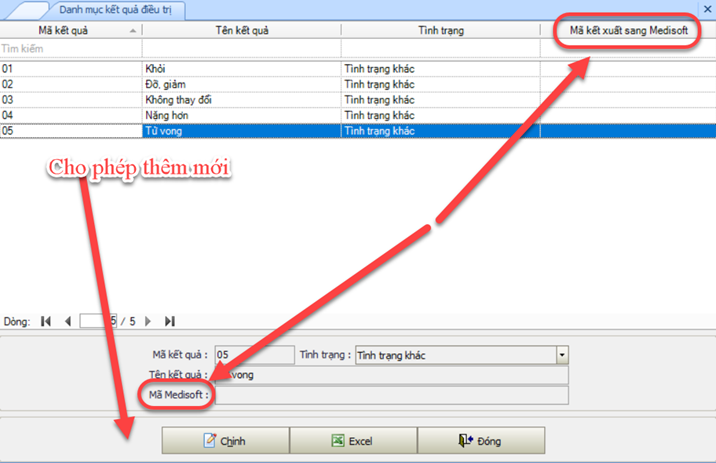 Danh mục kết quả điều trị
Mã kết quả Tên kết quả Tình trạng Mã kết xuất sang Medisoft
Tìm kiếm
01 Khỏi Tình trạng khác
02 Đỡ, giảm Tình trạng khác
03 Không thay đổi Tình trạng khác
04 Nặng hơn Tình trạng khác
05 Tử vong Tình trạng khác
Cho phép thêm mới
Dòng: 5 / 5
Mã kết quả : 05 Tình trạng : Tình trạng khác
Tên kết quả : vong
Mã Medisoft :
Chỉnh Excel Đóng